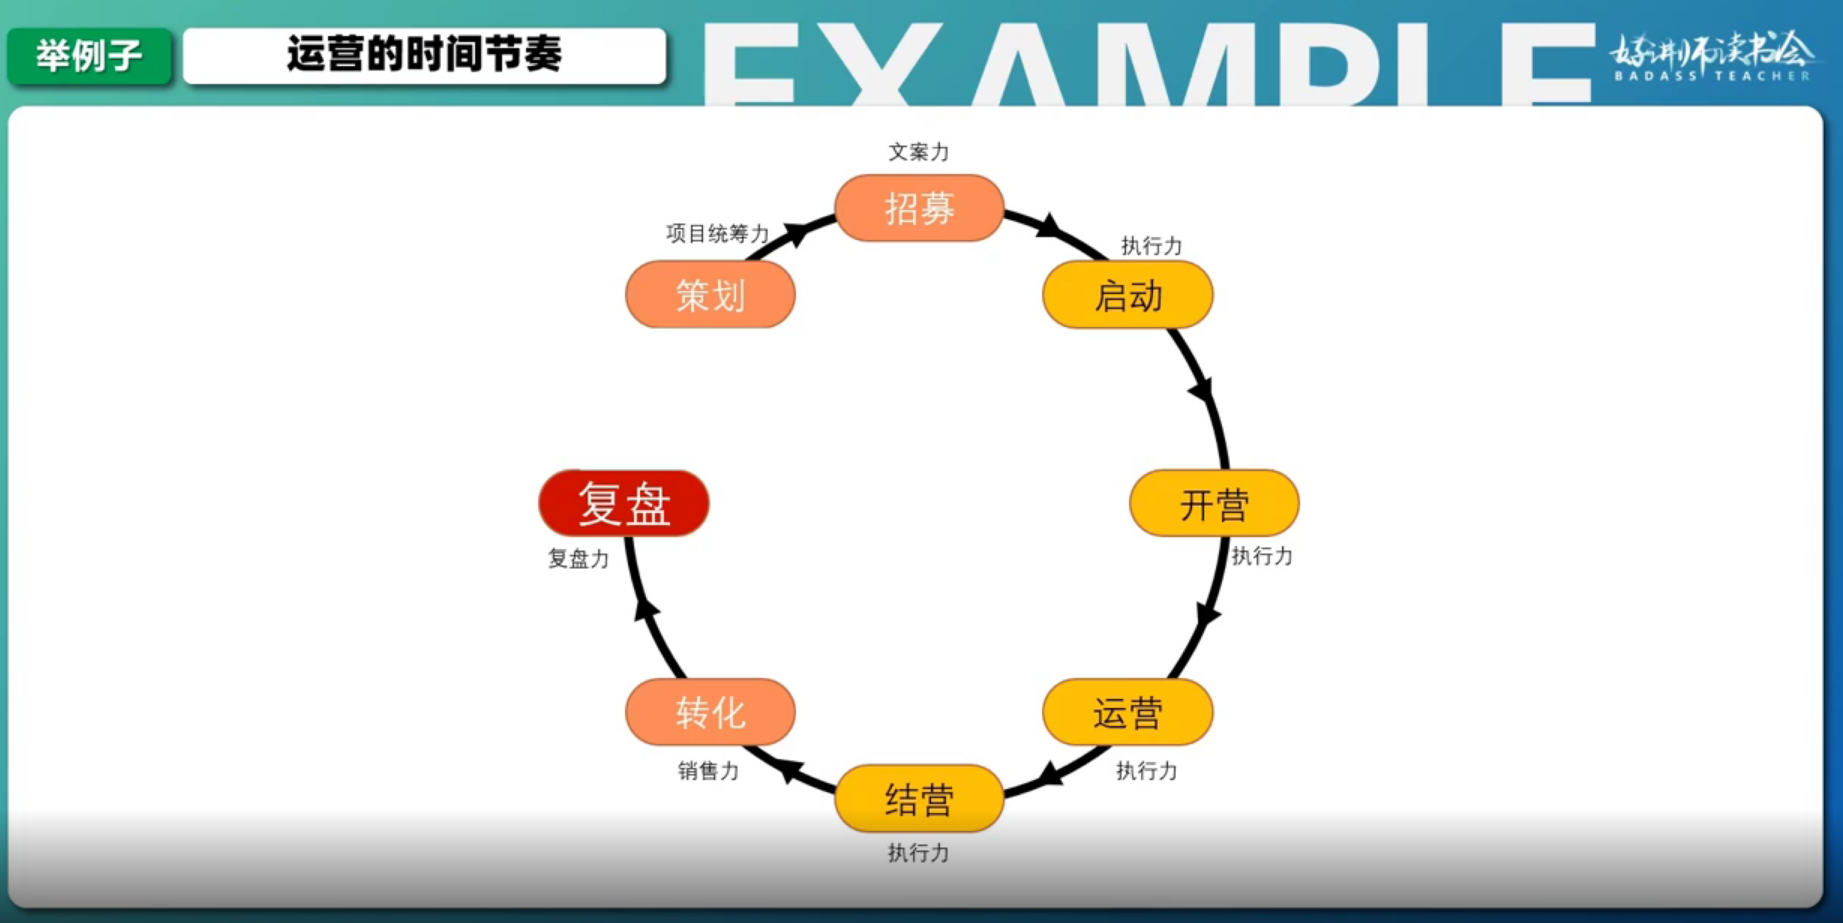 举例子
运营的时间节奏
EXAMPLE
好讲师读书会
BADASS TEACHER
文案力
招募
项目统筹力
策划
执行力
启动
开营
执行力
运营
执行力
结营
执行力
转化
销售力
复盘
复盘力